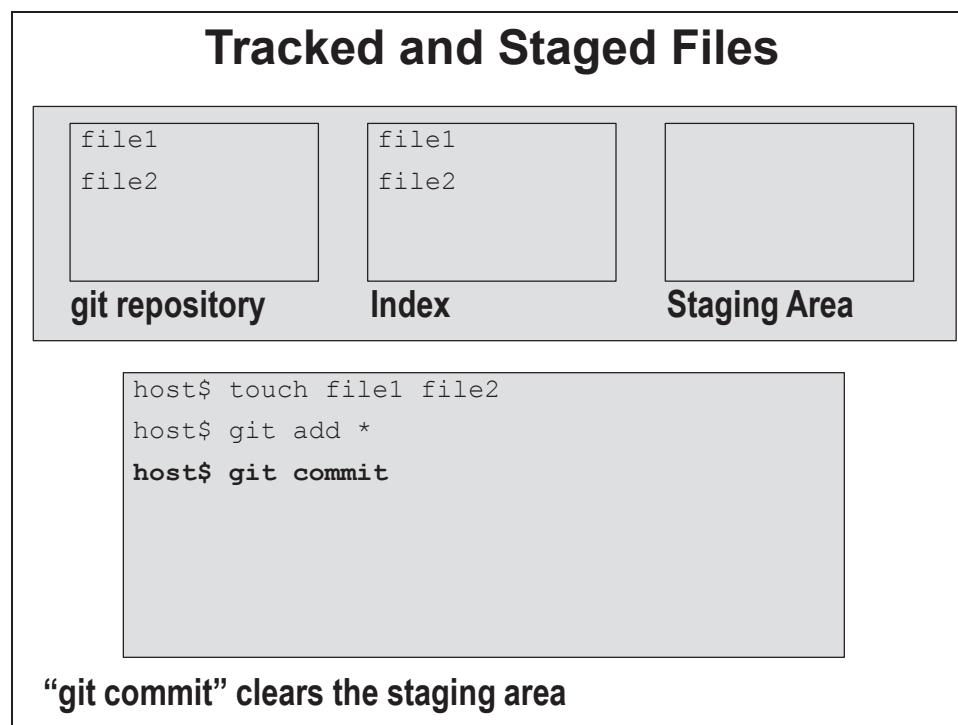 Tracked and Staged Files
file1
file2
git repository
file1
file2
Index
Staging Area
host$ touch file1 file2
host$ git add *
host$ git commit
“git commit” clears the staging area